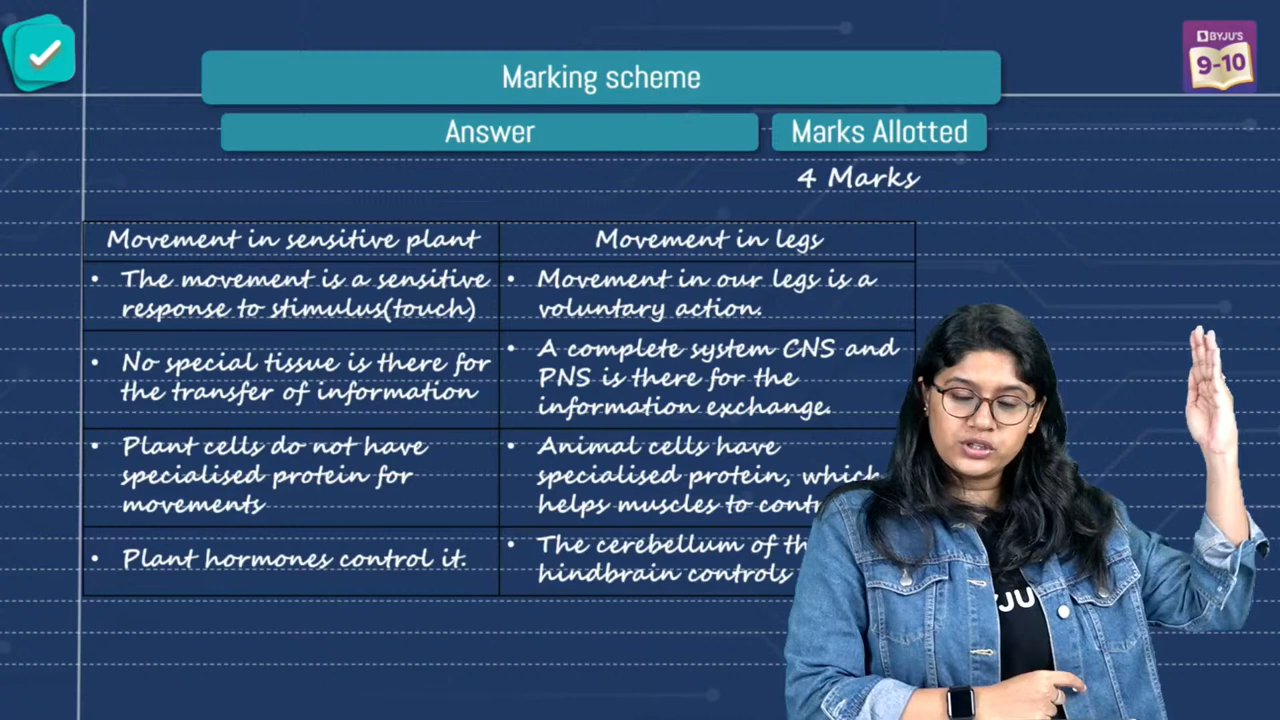 BYJU'S
9-10
Marking scheme
Answer
Marks Allotted
4 Marks
Movement in sensitive plant
Movement in legs
• The movement is a sensitive
response to stimulus(touch)
• Movement in our legs is a
voluntary action.
• No special tissue is there for
the transfer of information
• A complete system CNS and
PNS is there for the
information exchange.
• Plant cells do not have
specialised protein for
movements
• Animal cells have
specialised protein, which
helps muscles to
• Plant hormones control it.
• The cerebellum of
hindbrain controls